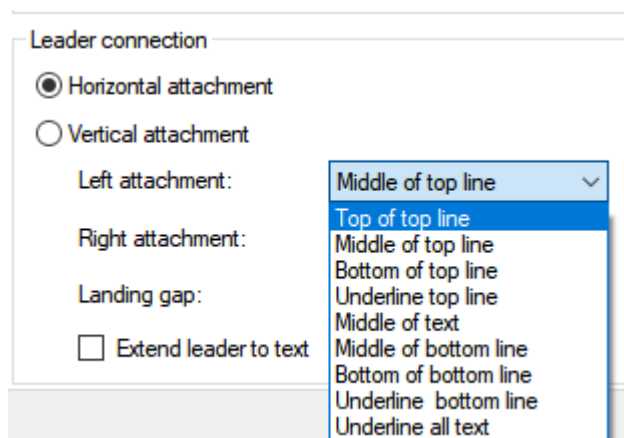 Leader connection
Horizontal attachment
Vertical attachment
Left attachment:
Middle of top line
Top of top line
Right attachment:
Middle of top line
Bottom of top line
Landing gap:
Underline top line
Middle of text
Extend leader to text
Middle of bottom line
Bottom of bottom line
Underline  bottom line
Underline all text